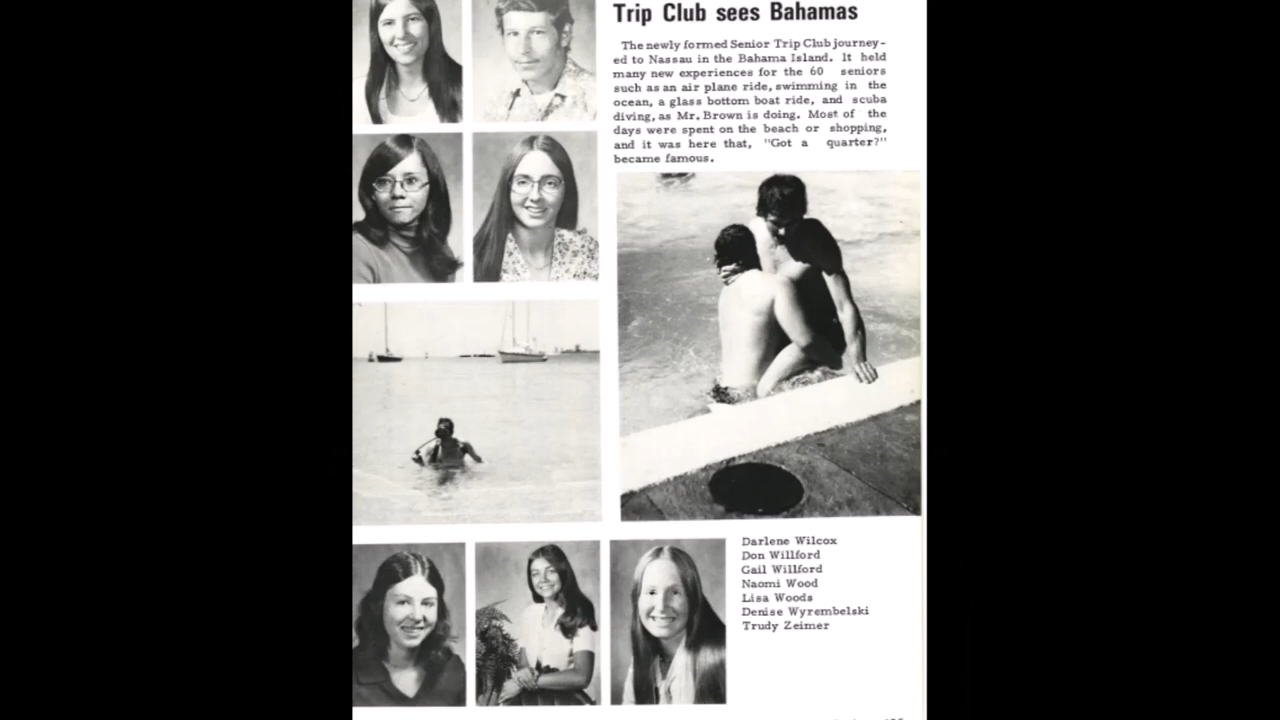 Trip Club sees Bahamas
The newly formed Senior Trip Club journey-
ed to Nassau in the Bahama Island. It held
many new experiences for the 60 seniors
such as an air plane ride, swimming in the
ocean, a glass bottom boat ride, and scuba
diving, as Mr. Brown is doing. Most of the
days were spent on the beach or shopping,
and it was here that, "Got a quarter?"
became famous.
Darlene Wilcox
Don Willford
Gail Willford
Naomi Wood
Lisa Woods
Denise Wyrembelski
Trudy Zeimer